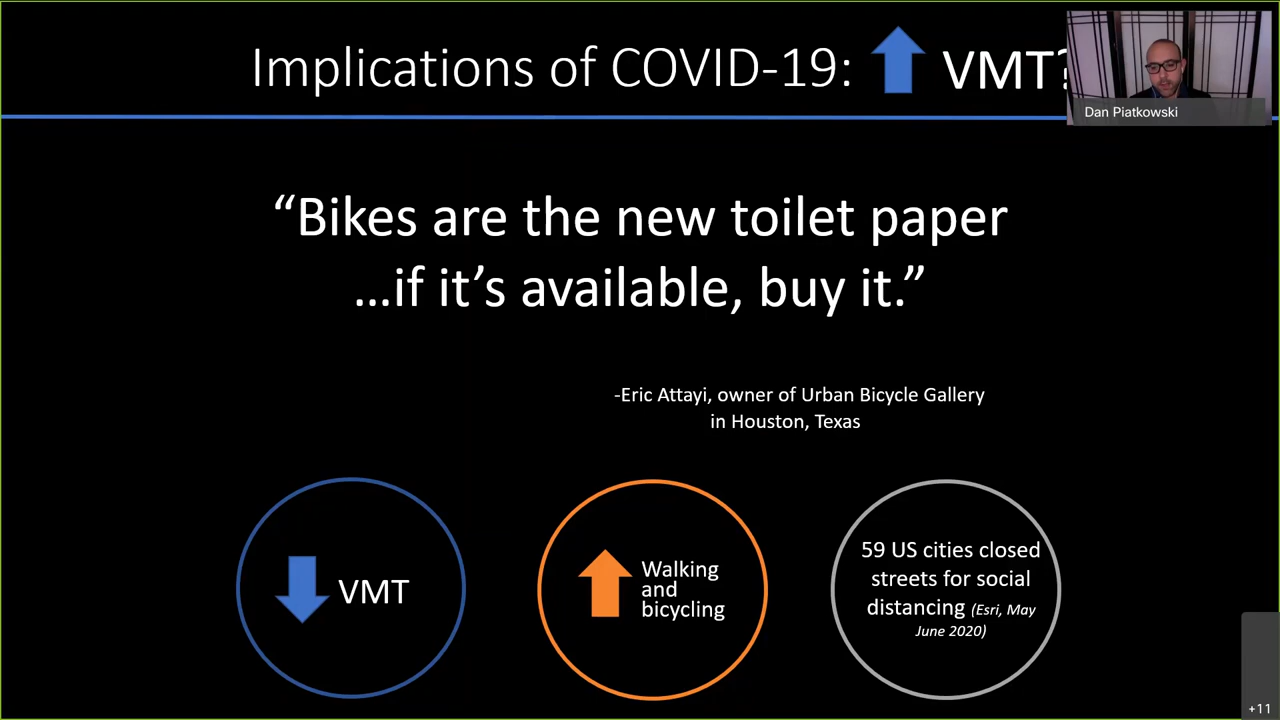 Implications of COVID-19: VMT?
Dan Piatkowski
“Bikes are the new toilet paper
...if it’s available, buy it.”
-Eric Attayi, owner of Urban Bicycle Gallery
in Houston, Texas
VMT
Walking
and
bicycling
59 US cities closed
streets for social
distancing (Esri, May
June 2020)
+11